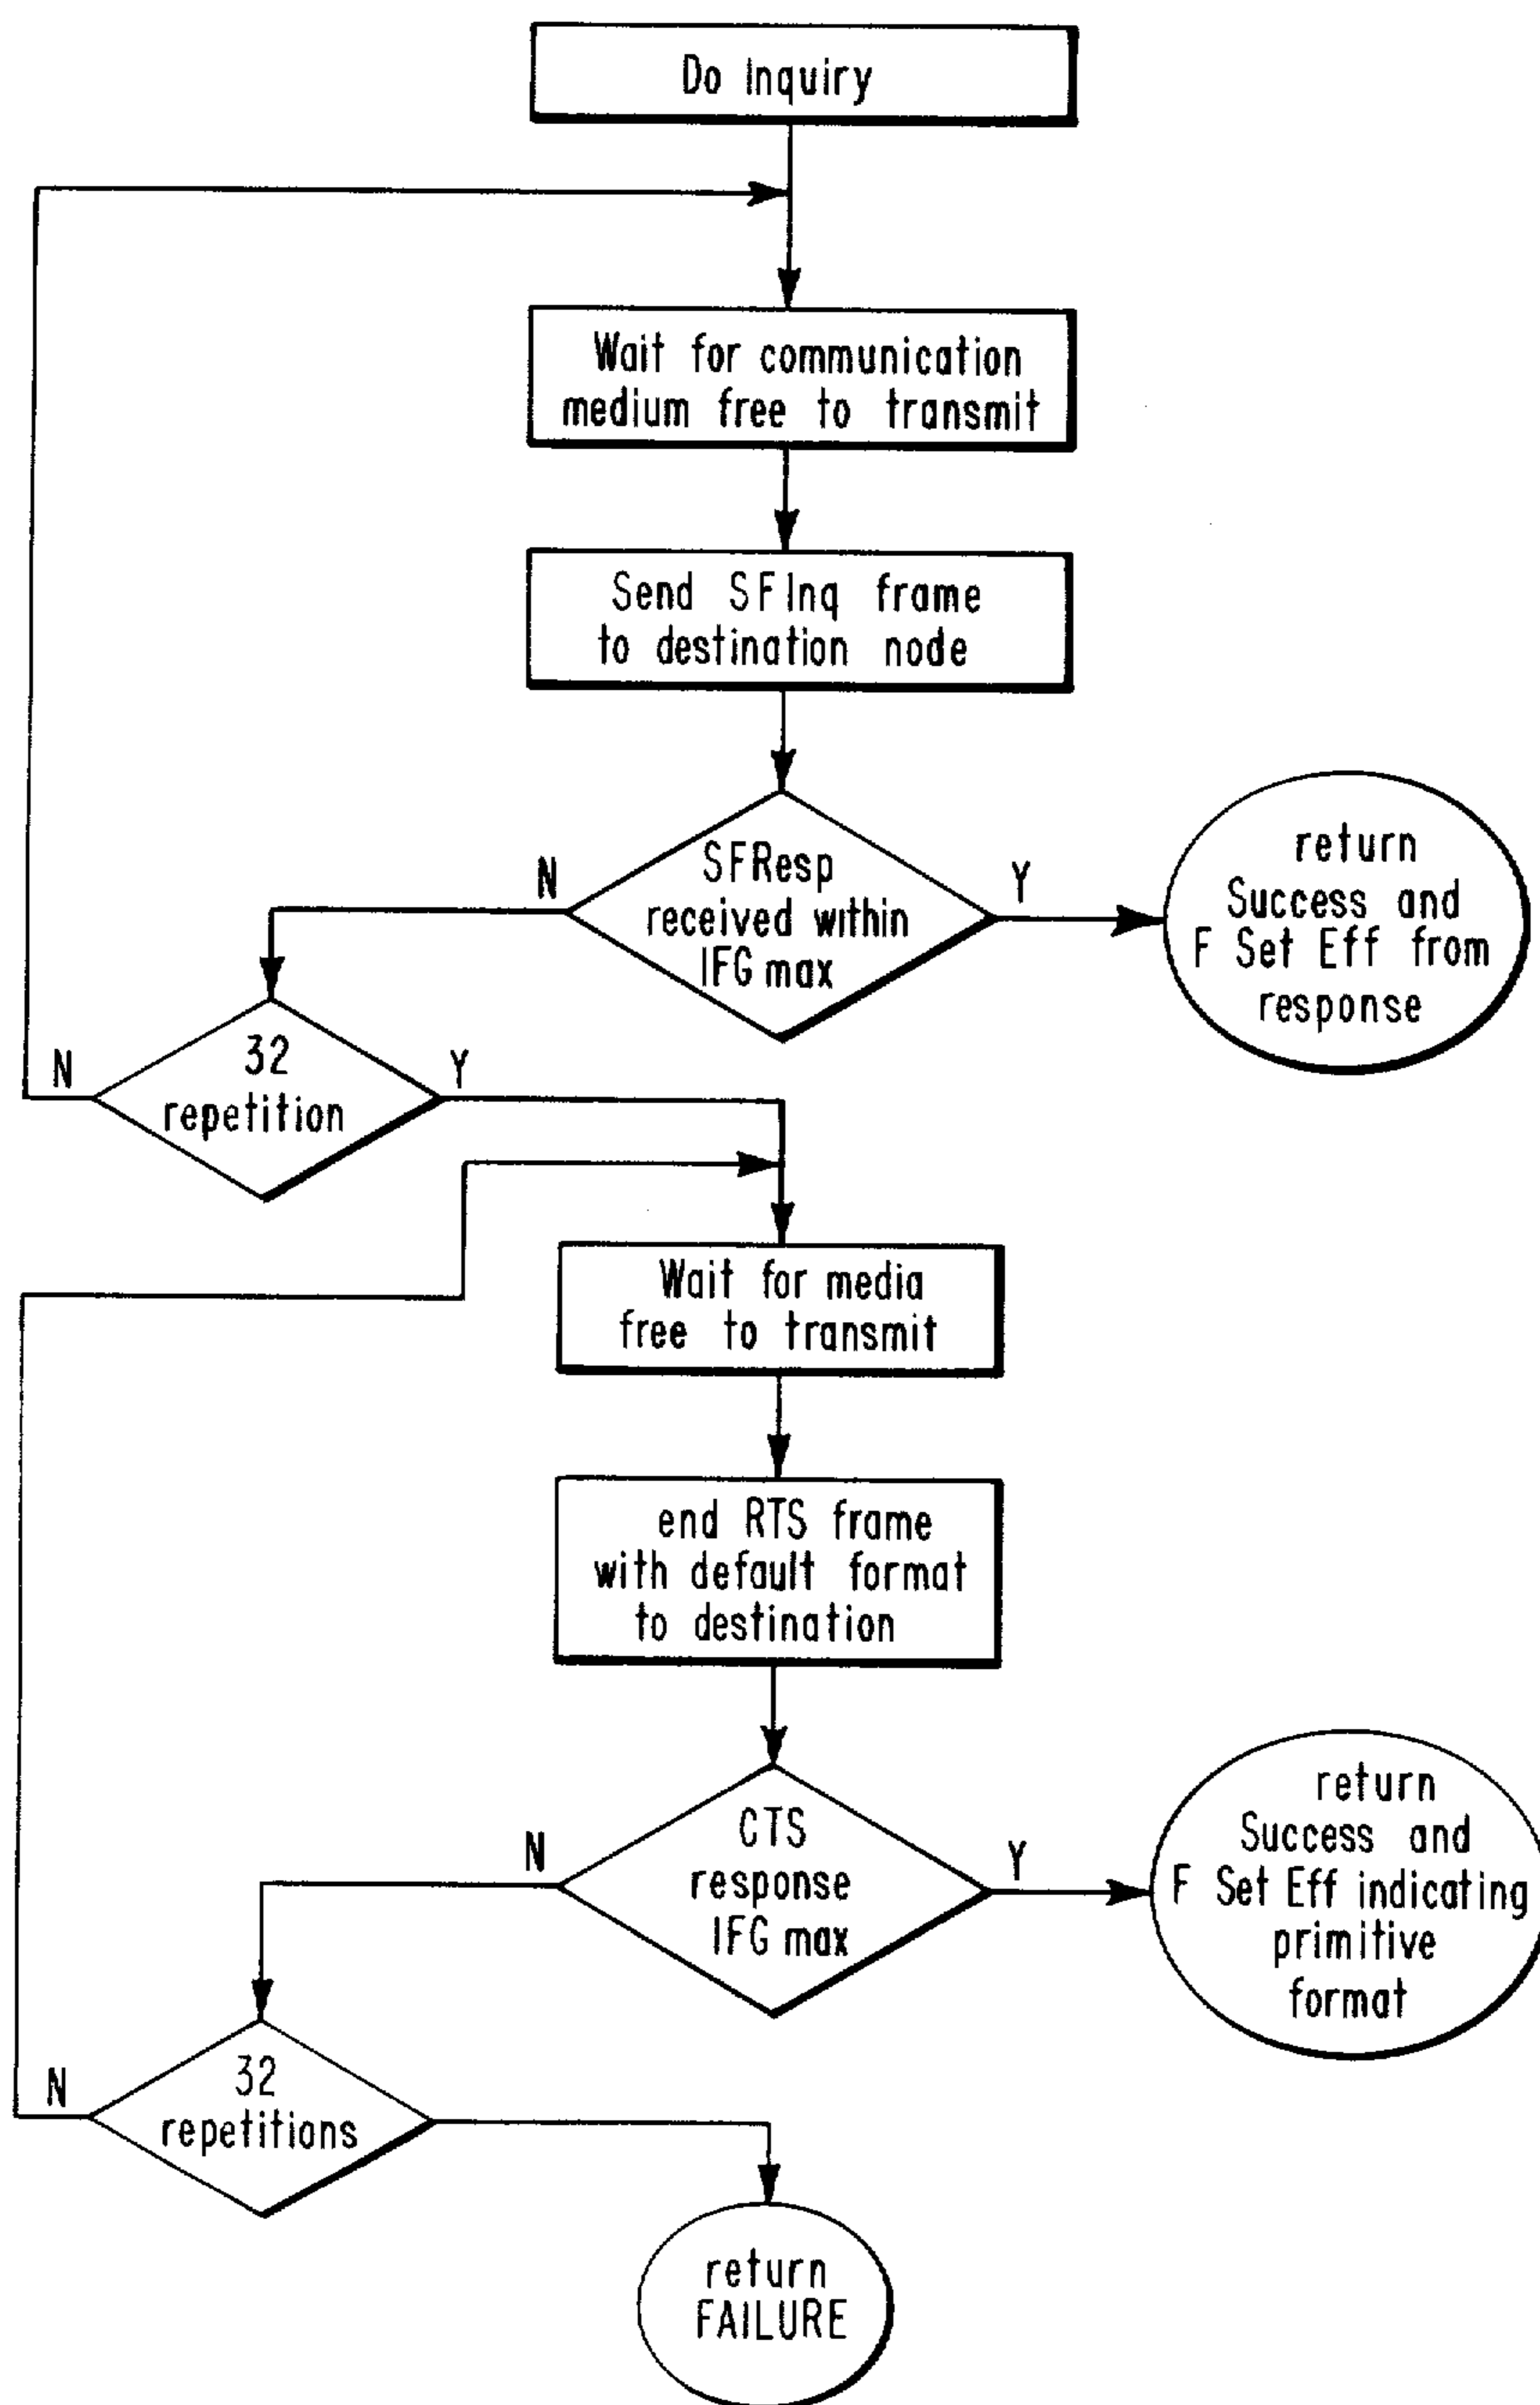 Do Inquiry
Wait for communication
medium free to transmit
Send SFInq frame
to destination node
SFResp
received within
IFG max
N
Y
return
Success and
F Set Eff from
response
32
repetition
N
Y
Wait for media
free to transmit
end RTS frame
with default format
to destination
CTS
response
IFG max
N
Y
return
Success and
F Set Eff indicating
primitive
format
32
repetitions
N
return
FAILURE